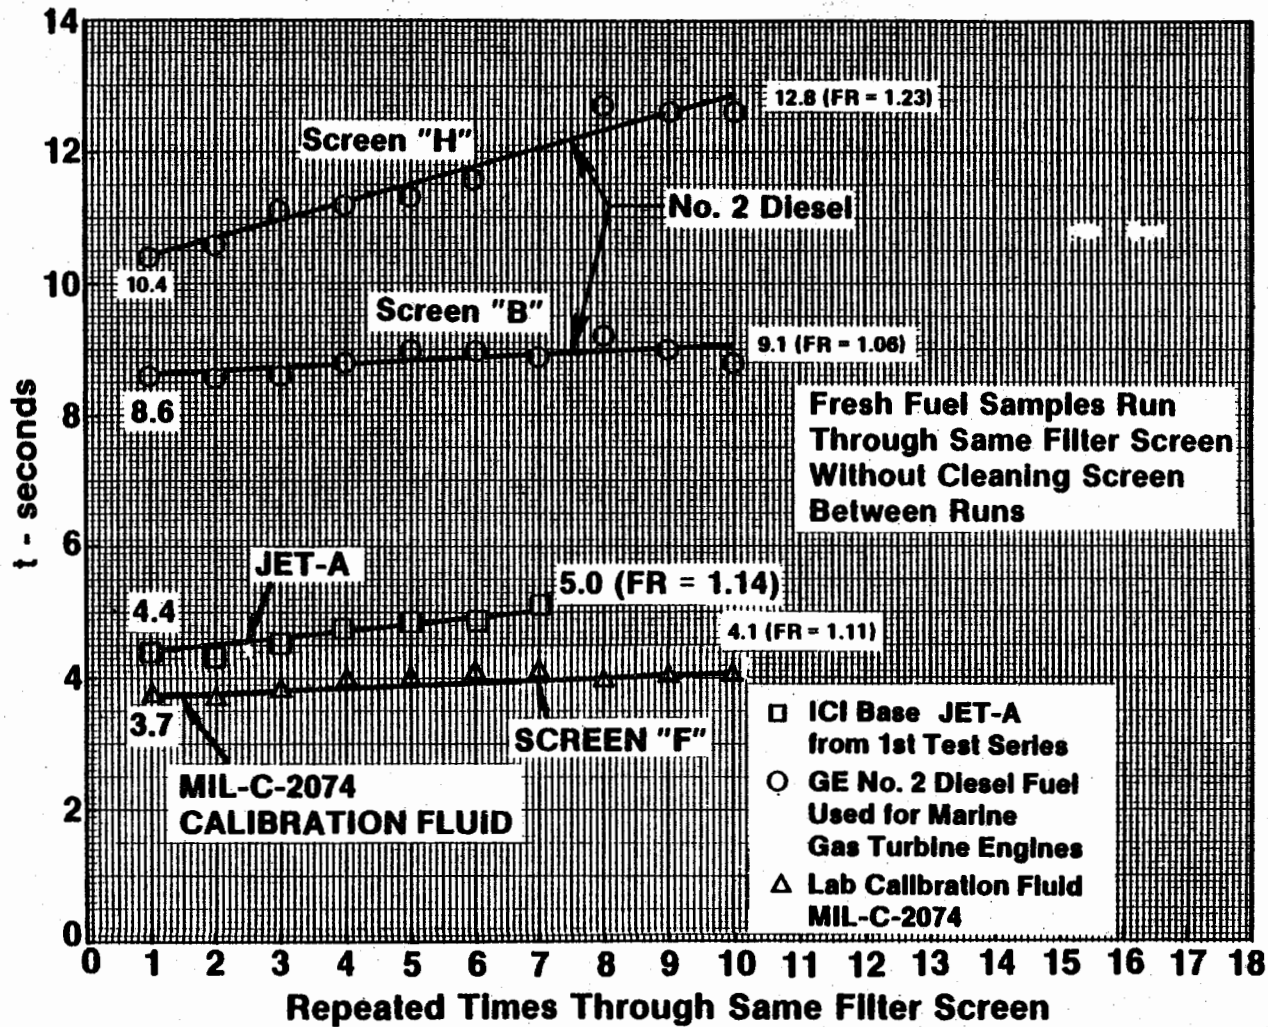 14
12
10
8
6
4
2
0
t - seconds
12.8 (FR = 1.23)
Screen "H"
No. 2 Diesel
10.4
Screen "B"
9.1 (FR = 1.06)
8.6
Fresh Fuel Samples Run
Through Same Filter Screen
Without Cleaning Screen
Between Runs
JET-A
5.0 (FR = 1.14)
4.4
4.1 (FR = 1.11)
3.7
SCREEN "F"
MIL-C-2074
CALIBRATION FLUID
ICI Base JET-A
from 1st Test Series
GE No. 2 Diesel Fuel
Used for Marine
Gas Turbine Engines
Lab Calibration Fluid
MIL-C-2074
0 1 2 3 4 5 6 7 8 9 10 11 12 13 14 15 16 17 18
Repeated Times Through Same Filter Screen